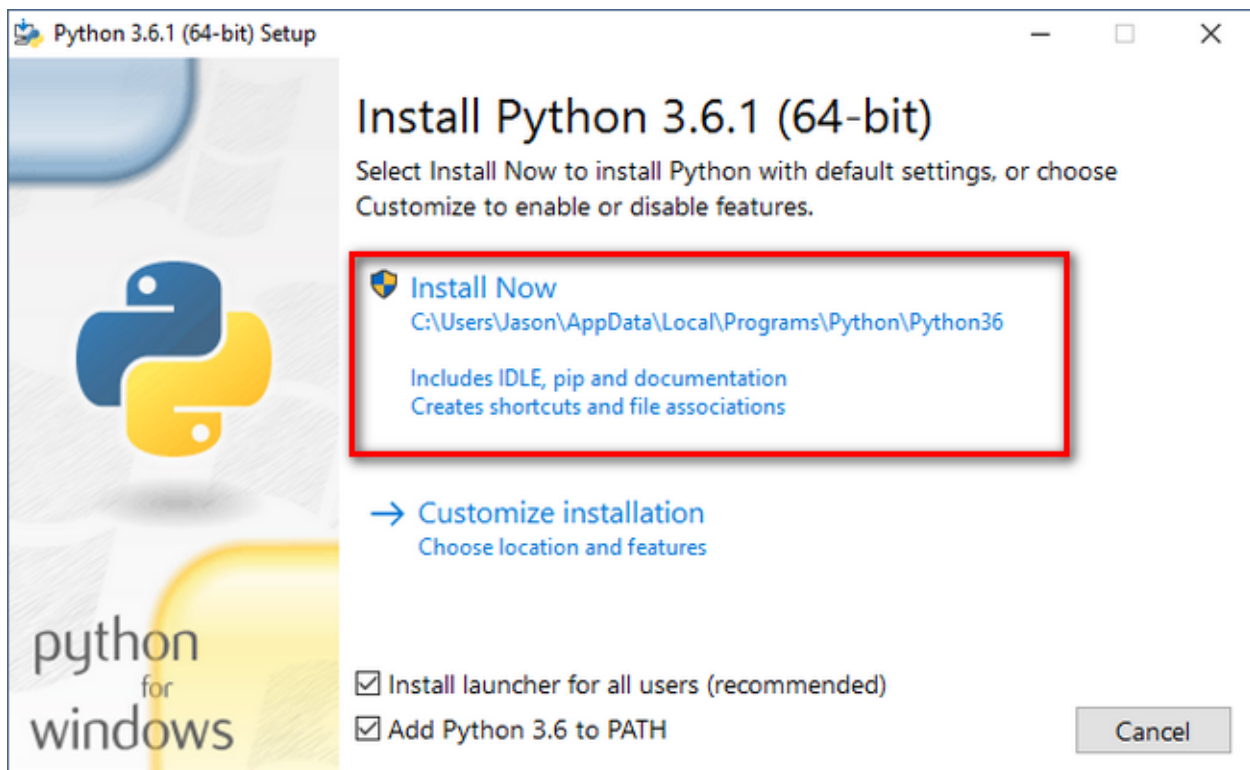 Python 3.6.1 (64-bit) Setup
Install Python 3.6.1 (64-bit)
Select Install Now to install Python with default settings, or choose
Customize to enable or disable features.
Install Now
C:\Users\Jason\AppData\Local\Programs\Python\Python36
Includes IDLE, pip and documentation
Creates shortcuts and file associations
Customize installation
Choose location and features
python
for
windows
Install launcher for all users (recommended)
Add Python 3.6 to PATH
Cancel